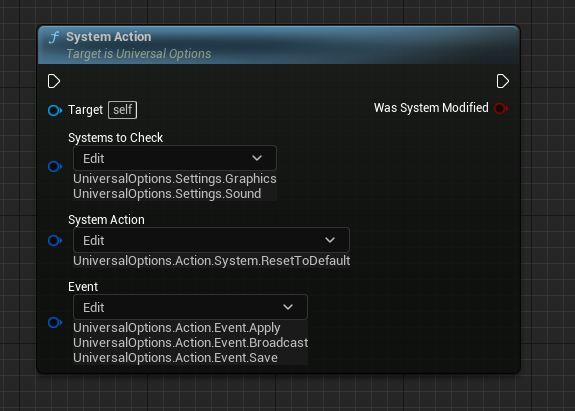 System Action
Target is Universal Options
Target self
Was System Modified
Systems to Check
Edit
UniversalOptions.Settings.Graphics
UniversalOptions.Settings.Sound
System Action
Edit
UniversalOptions.Action.System.ResetToDefault
Event
Edit
UniversalOptions.Action.Event.Apply
UniversalOptions.Action.Event.Broadcast
UniversalOptions.Action.Event.Save